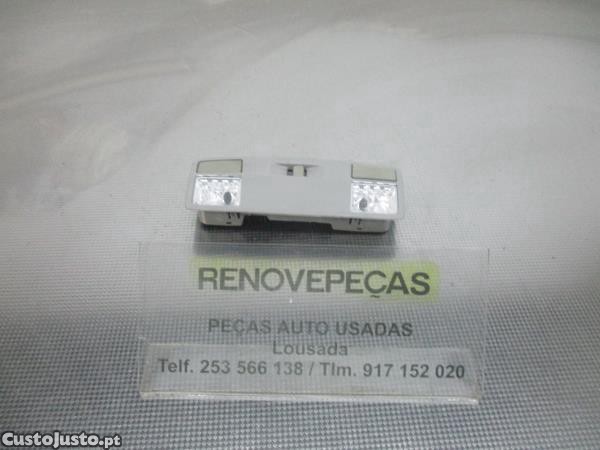 RENOVEPEÇAS
PEÇAS AUTO USADAS
Lousada
Telf. 253 566 138 / Tlm. 917 152 020
CustoJusto.pt